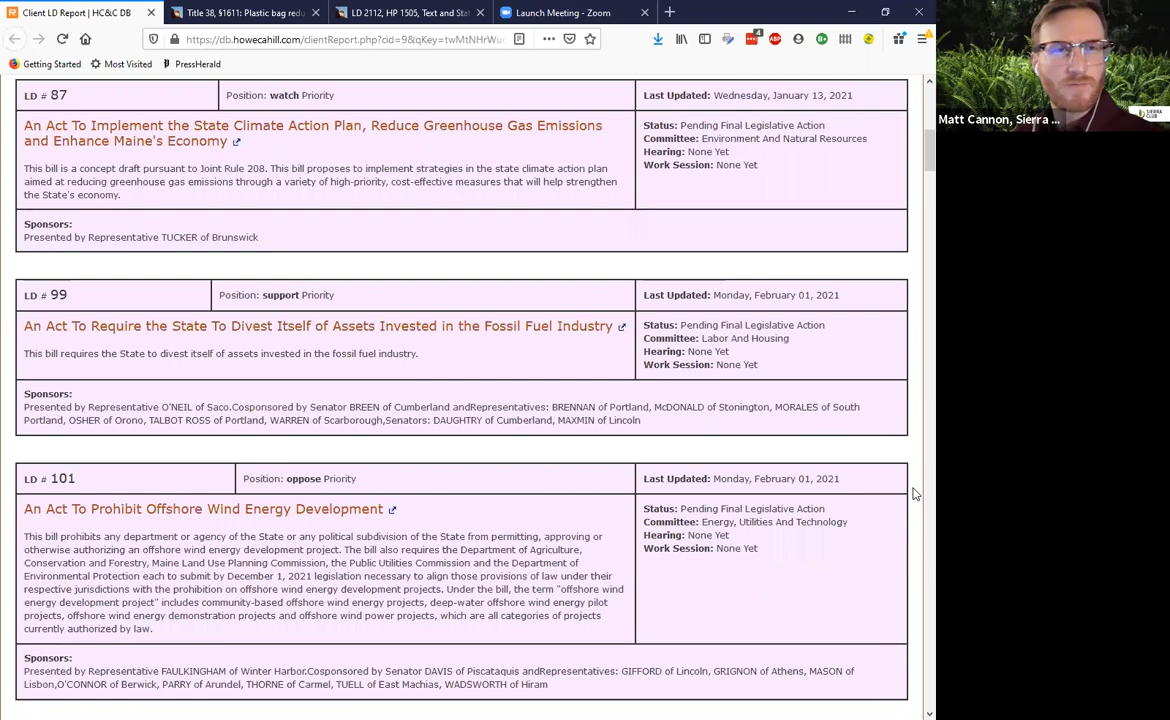 Client LD Report | HC&C DB
Title 38, §1611: Plastic bag redu
LD 2112, HP 1505, Text and Stat
Launch Meeting - Zoom
https://db.howecahill.com/clientReport.php?cid=9&qKey=twMtNHrWu
4
ABP
Getting Started Most Visited PressHerald
Matt Cannon, Sierra ...
SIERRA
CLUB
LD # 87 Position: watch Priority Last Updated: Wednesday, January 13, 2021
An Act To Implement the State Climate Action Plan, Reduce Greenhouse Gas Emissions
and Enhance Maine's Economy
This bill is a concept draft pursuant to Joint Rule 208. This bill proposes to implement strategies in the state climate action plan
aimed at reducing greenhouse gas emissions through a variety of high-priority, cost-effective measures that will help strengthen
the State's economy.
Status: Pending Final Legislative Action
Committee: Environment And Natural Resources
Hearing: None Yet
Work Session: None Yet
Sponsors:
Presented by Representative TUCKER of Brunswick
LD # 99 Position: support Priority Last Updated: Monday, February 01, 2021
An Act To Require the State To Divest Itself of Assets Invested in the Fossil Fuel Industry
This bill requires the State to divest itself of assets invested in the fossil fuel industry.
Status: Pending Final Legislative Action
Committee: Labor And Housing
Hearing: None Yet
Work Session: None Yet
Sponsors:
Presented by Representative O'NEIL of Saco.Cosponsored by Senator BREEN of Cumberland andRepresentatives: BRENNAN of Portland, McDONALD of Stonington, MORALES of South
Portland, OSHER of Orono, TALBOT ROSS of Portland, WARREN of Scarborough,Senators: DAUGHTRY of Cumberland, MAXMIN of Lincoln
LD # 101 Position: oppose Priority Last Updated: Monday, February 01, 2021
An Act To Prohibit Offshore Wind Energy Development
This bill prohibits any department or agency of the State or any political subdivision of the State from permitting, approving or
otherwise authorizing an offshore wind energy development project. The bill also requires the Department of Agriculture,
Conservation and Forestry, Maine Land Use Planning Commission, the Public Utilities Commission and the Department of
Environmental Protection each to submit by December 1, 2021 legislation necessary to align those provisions of law under their
respective jurisdictions with the prohibition on offshore wind energy development projects. Under the bill, the term "offshore wind
energy development project" includes community-based offshore wind energy projects, deep-water offshore wind energy pilot
projects, offshore wind energy demonstration projects and offshore wind power projects, which are all categories of projects
currently authorized by law.
Status: Pending Final Legislative Action
Committee: Energy, Utilities And Technology
Hearing: None Yet
Work Session: None Yet
Sponsors:
Presented by Representative FAULKINGHAM of Winter Harbor.Cosponsored by Senator DAVIS of Piscataquis andRepresentatives: GIFFORD of Lincoln, GRIGNON of Athens, MASON of
Lisbon,O'CONNOR of Berwick, PARRY of Arundel, THORNE of Carmel, TUELL of East Machias, WADSWORTH of Hiram